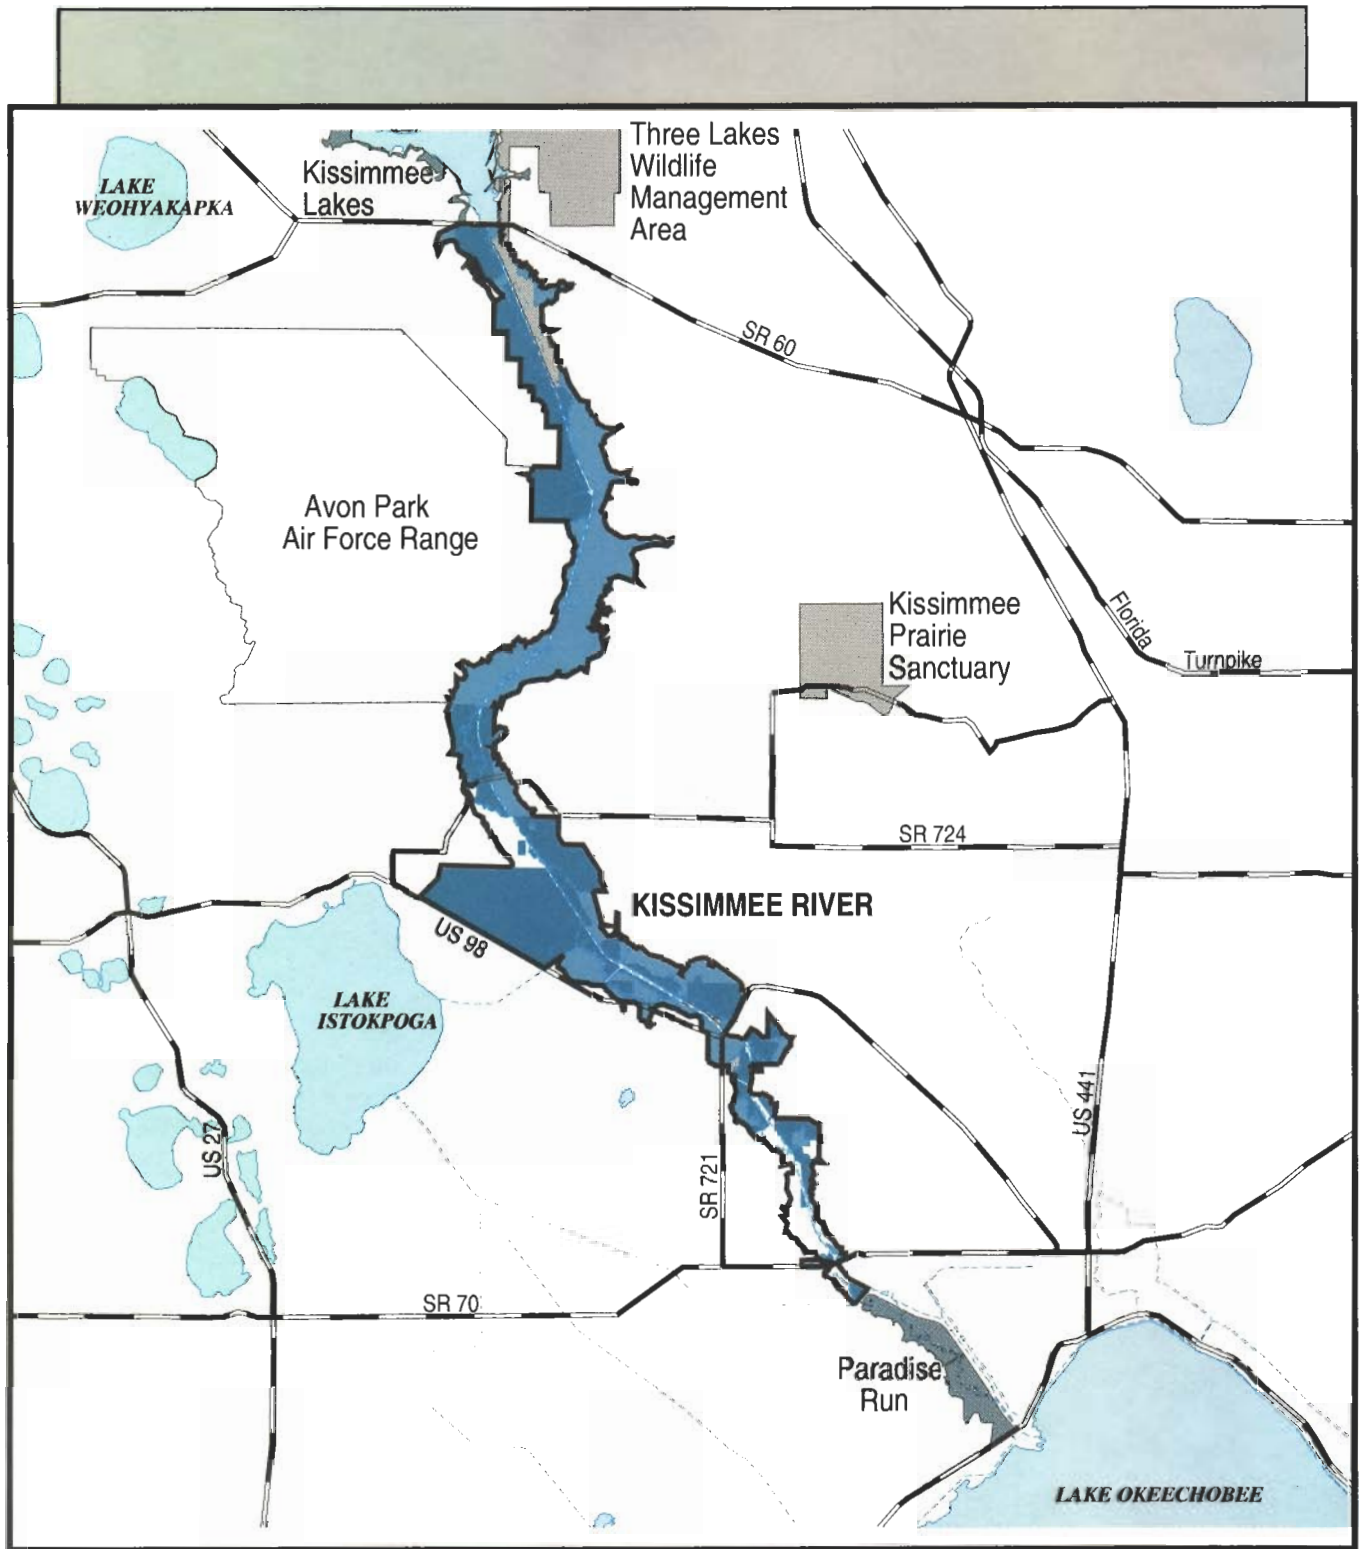 Three Lakes
Wildlife
Management
Area
Kissimmee
Lakes
LAKE
WEOHYAKAPKA
SR 60
Avon Park
Air Force Range
Kissimmee
Prairie
Sanctuary
Florida
Turnpike
SR 724
KISSIMMEE RIVER
US 98
LAKE
ISTOKPOGA
US 441
US 27
SR 721
SR 70
Paradise
Run
LAKE OKEECHOBEE